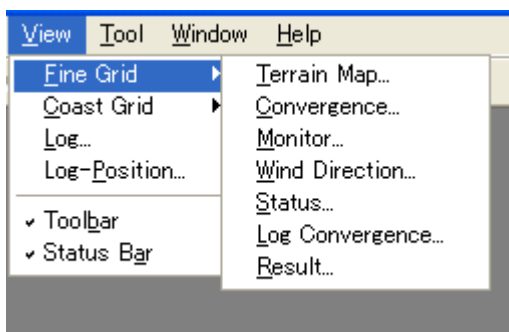 View Tool Window Help
Fine Grid
Coast Grid
Log...
Log-Position...
Toolbar
Status Bar
Terrain Map...
Convergence...
Monitor...
Wind Direction...
Status...
Log Convergence...
Result...